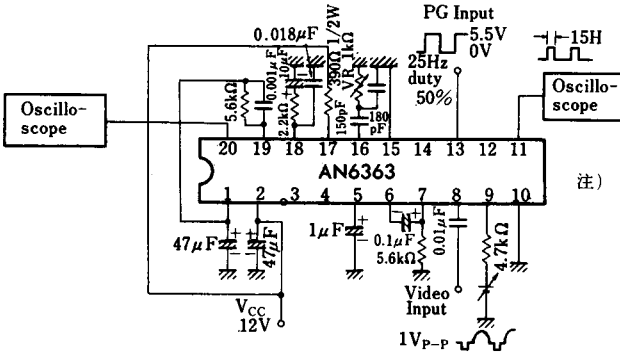 PG Input
5.5V
0V
15H
0.018μF
25Hz
duty
50%
Oscillo-
scope
5.6kΩ
0.001μF
10μF
2.2kΩ
390Ω 1/2W
VR 1kΩ
150pF
180
pF
Oscillo-
scope
20 19 18 17 16 15 14 13 12 11
AN6363
注)
1 2 3 4 5 6 7 8 9 10
47μF
47μF
1μF
0.1μF
5.6kΩ
0.01μF
4.7kΩ
VCC
12V
Video
Input
1VP-P